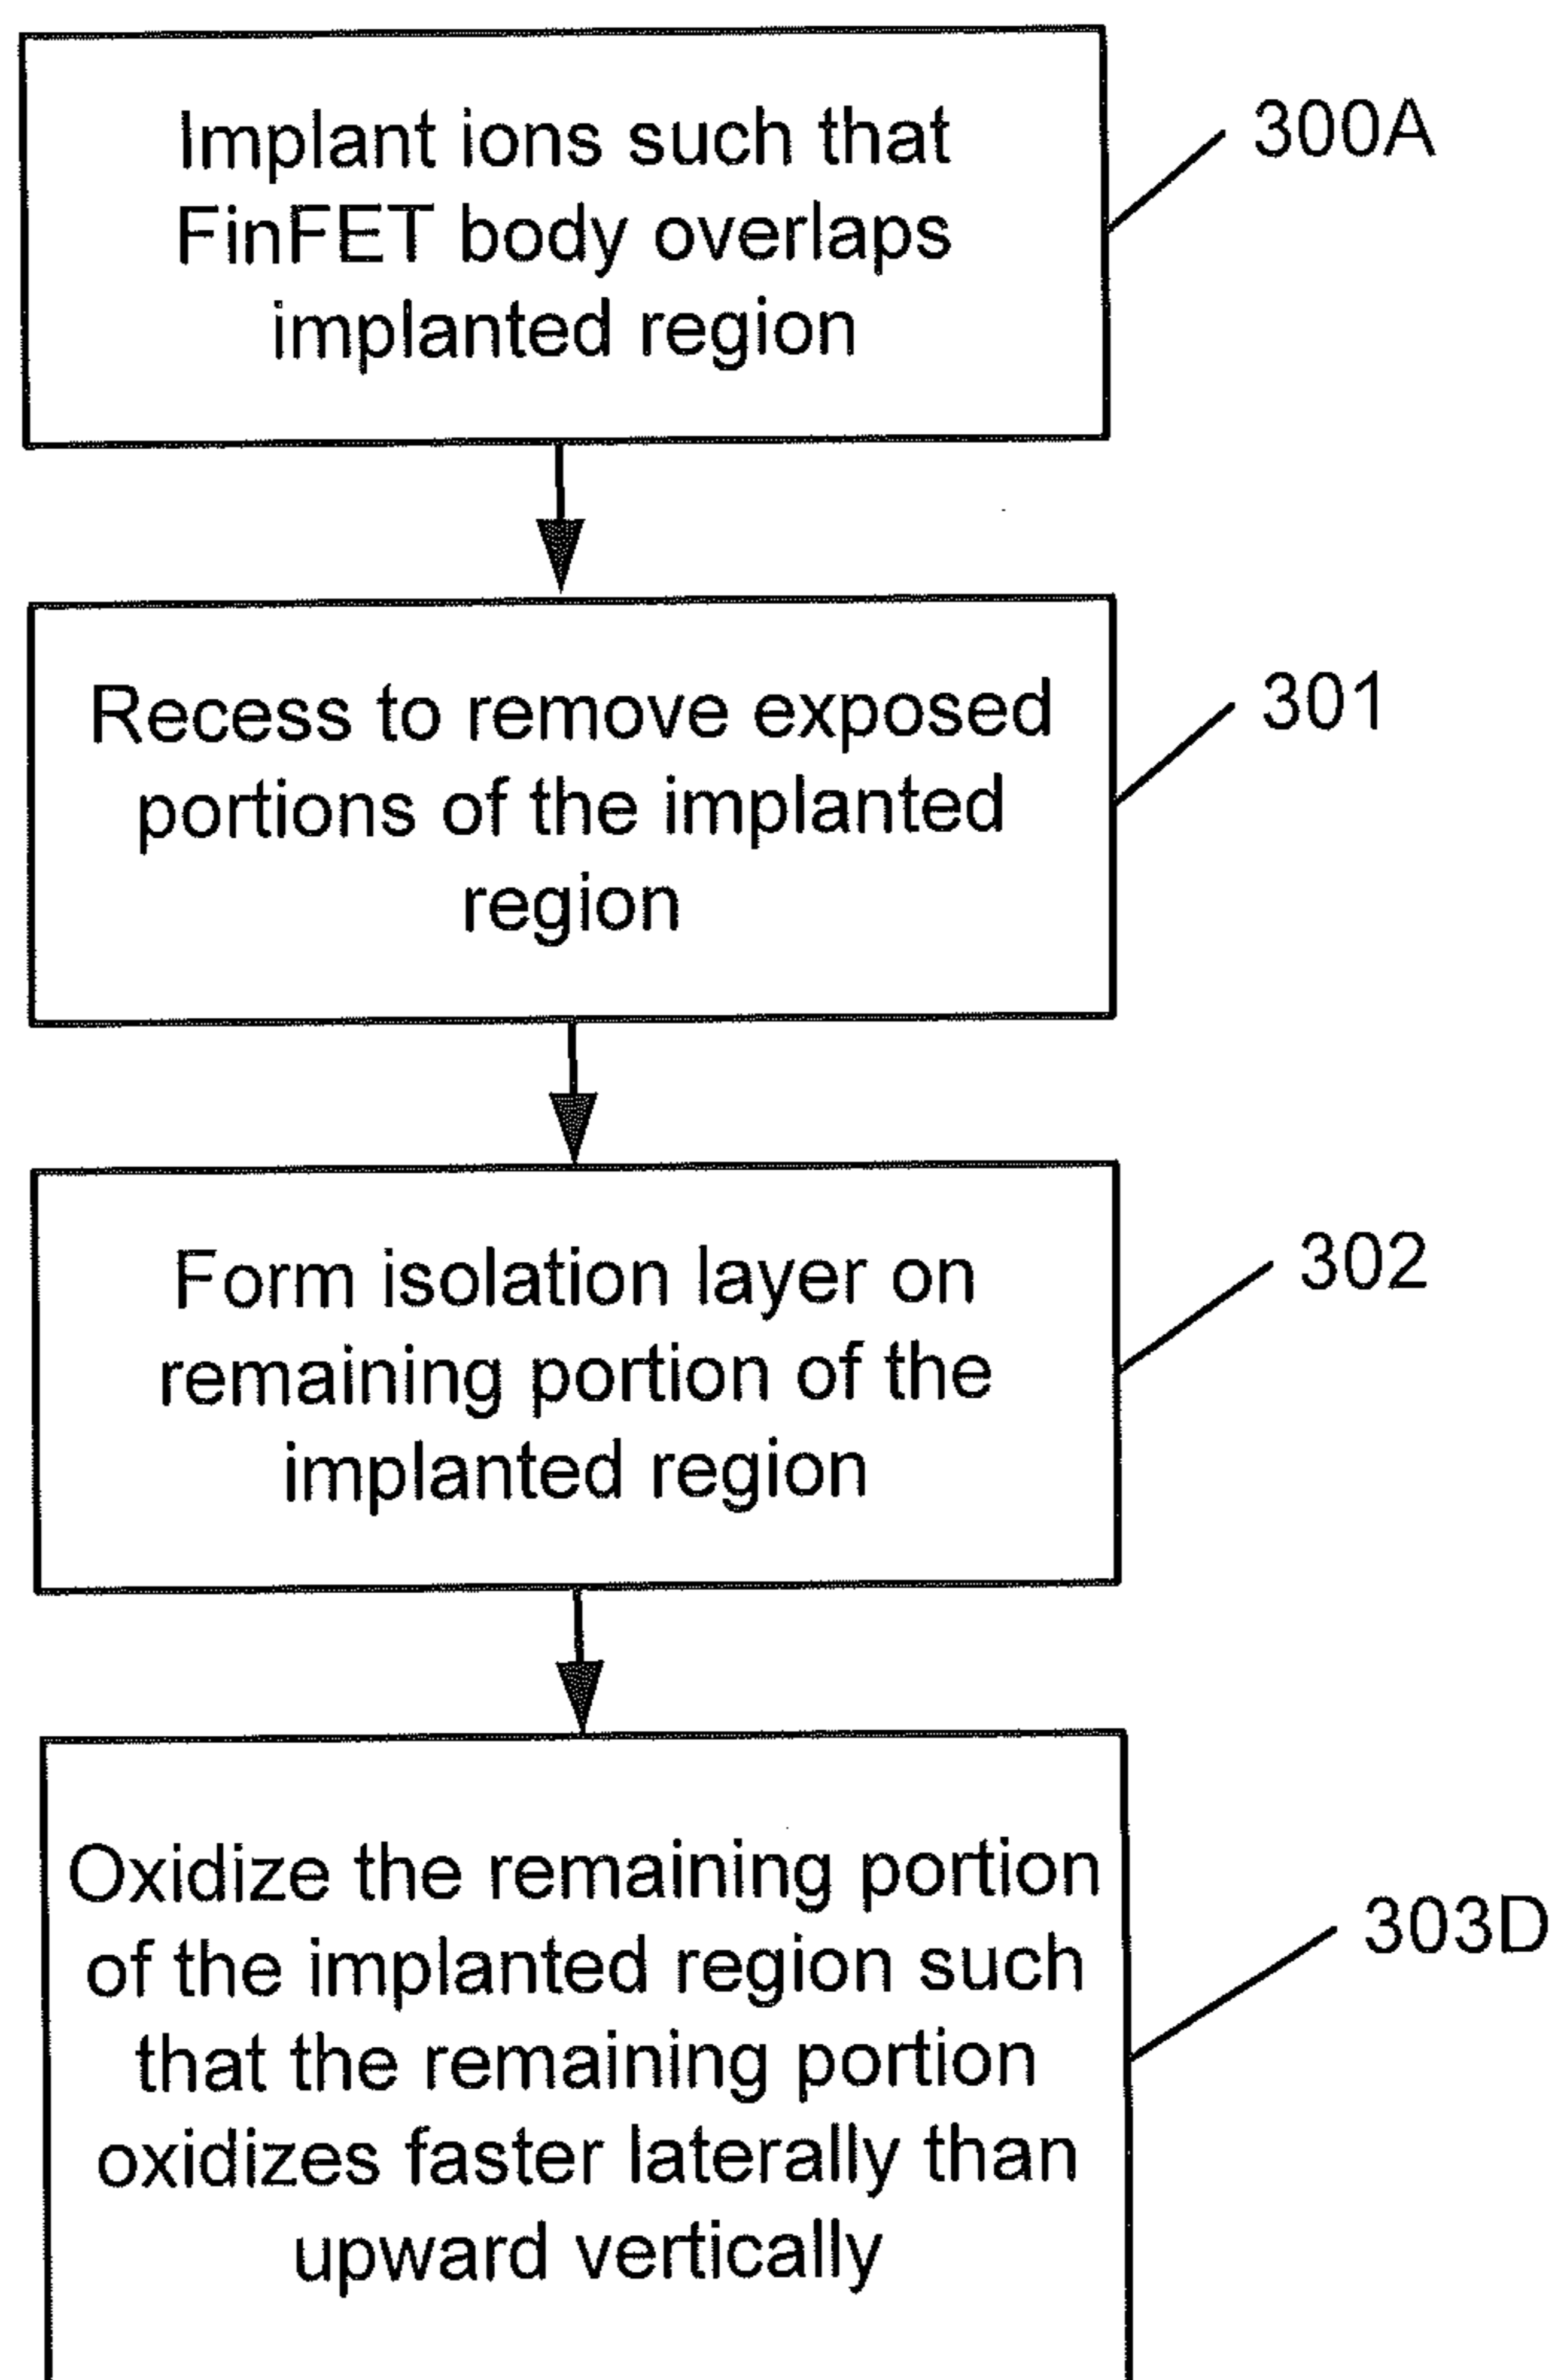 Implant ions such that
FinFET body overlaps
implanted region
300A
Recess to remove exposed
portions of the implanted
region
301
Form isolation layer on
remaining portion of the
implanted region
302
Oxidize the remaining portion
of the implanted region such
that the remaining portion
oxidizes faster laterally than
upward vertically
303D